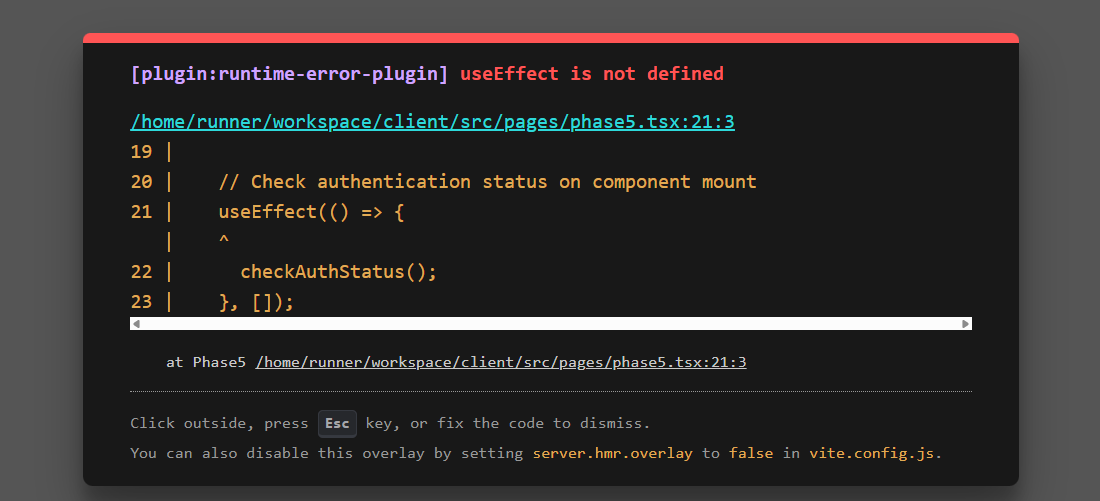 [plugin:runtime-error-plugin] useEffect is not defined
/home/runner/workspace/client/src/pages/phase5.tsx:21:3
19 |
20 |    // Check authentication status on component mount
21 |    useEffect(() => {
   |    ^
22 |      checkAuthStatus();
23 |    }, []);
at Phase5 /home/runner/workspace/client/src/pages/phase5.tsx:21:3
Click outside, press Esc key, or fix the code to dismiss.
You can also disable this overlay by setting server.hmr.overlay to false in vite.config.js.